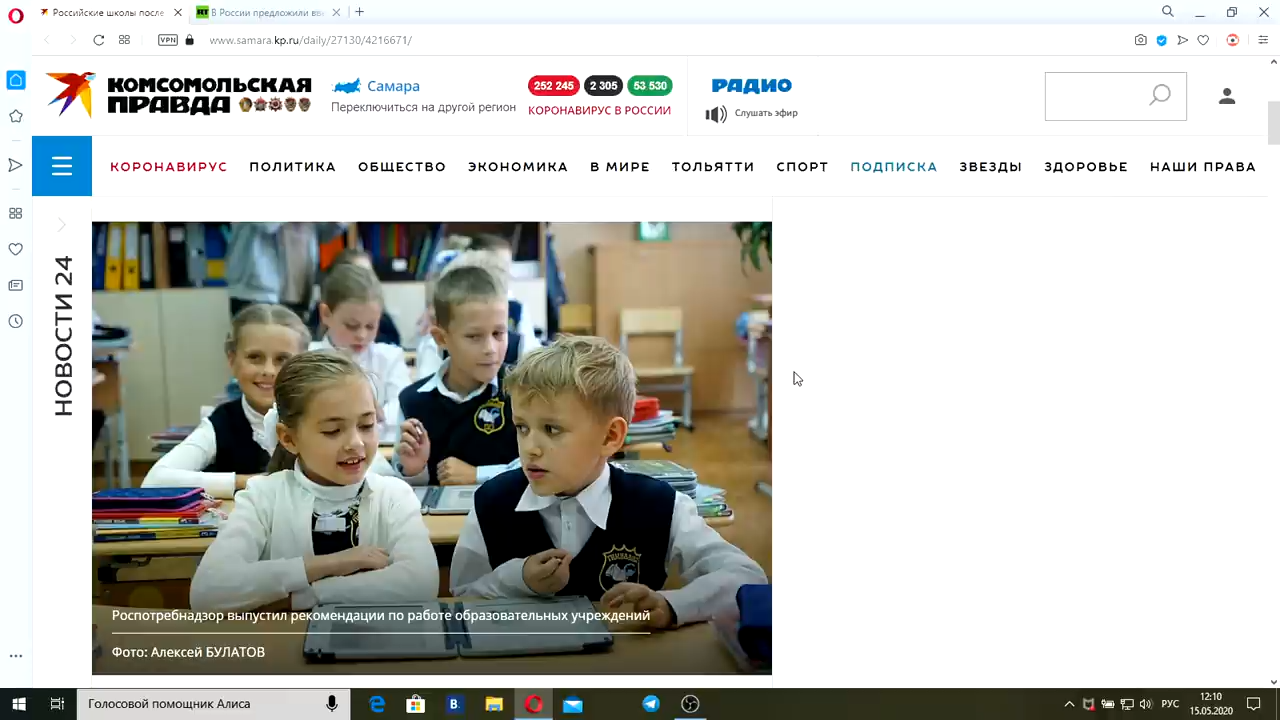 Российские школы после
В России предложили вве
VPN
www.samara.kp.ru/daily/27130/4216671/
КОМСОМОЛЬСКАЯ
ПРАВДА
Самара
Переключиться на другой регион
252 245
2 305
53 530
КОРОНАВИРУС В РОССИИ
РАДИО
Слушать эфир
КОРОНАВИРУС
ПОЛИТИКА
ОБЩЕСТВО
ЭКОНОМИКА
В МИРЕ
ТОЛЬЯТТИ
СПОРТ
ПОДПИСКА
ЗВЕЗДЫ
ЗДОРОВЬЕ
НАШИ ПРАВА
НОВОСТИ 24
Роспотребнадзор выпустил рекомендации по работе образовательных учреждений
Фото: Алексей БУЛАТОВ
Голосовой помощник Алиса
РУС
12:10
15.05.2020